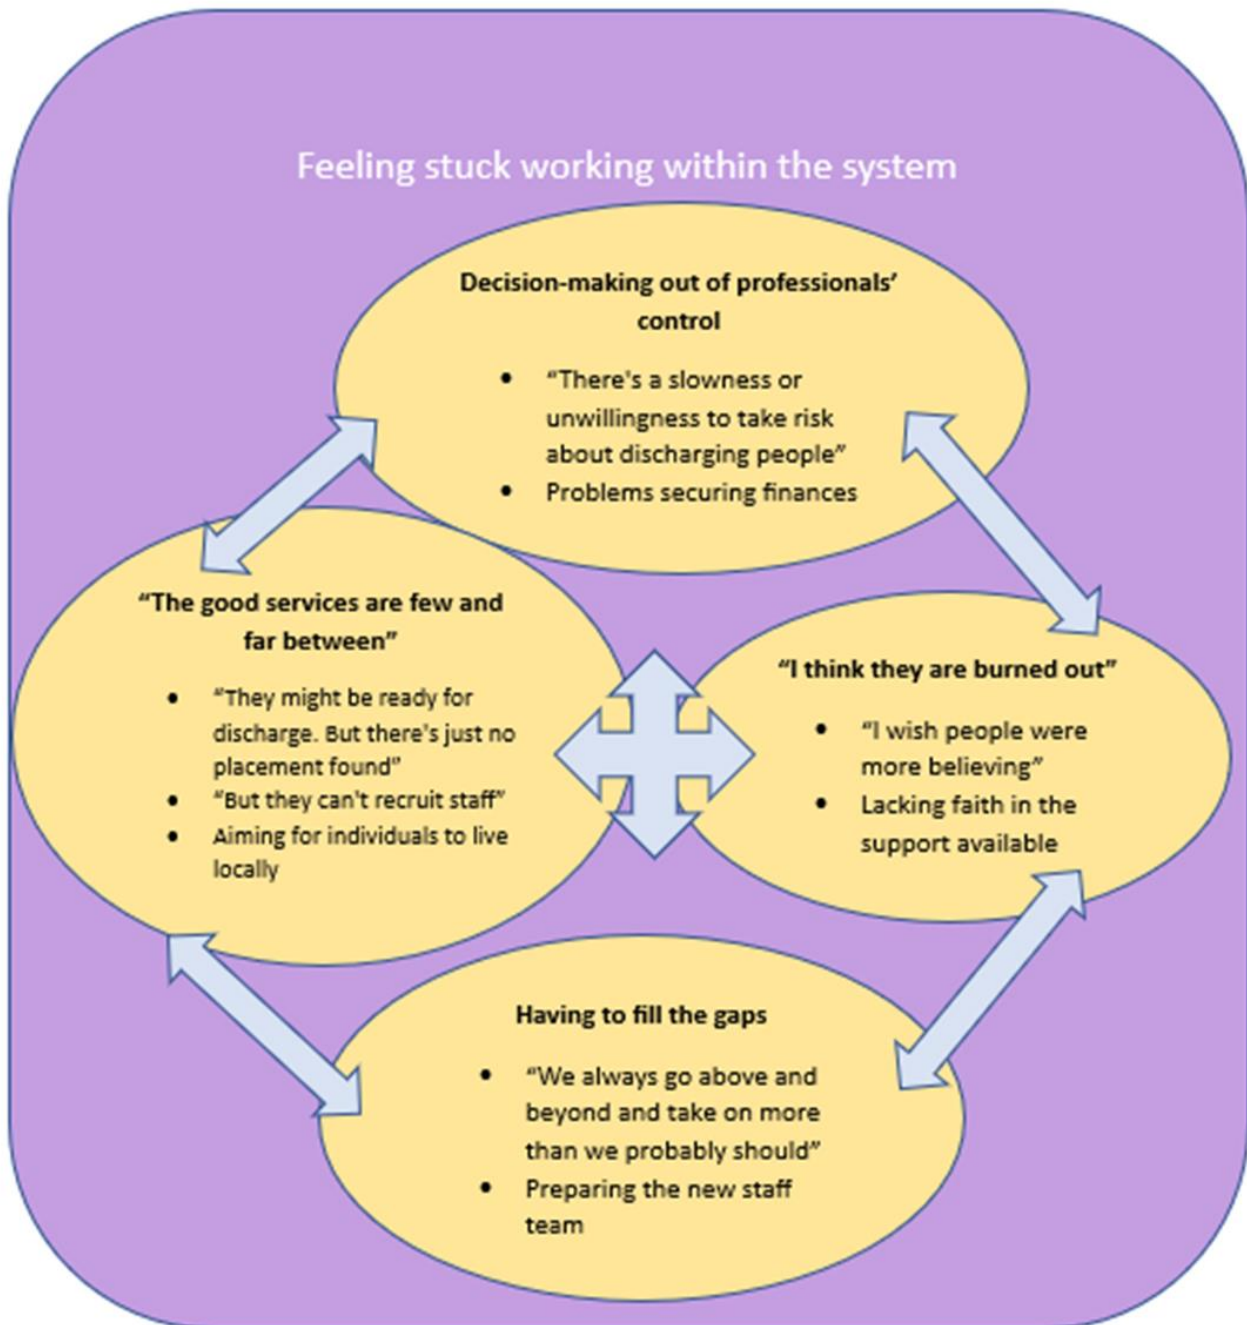 Feeling stuck working within the system
Decision-making out of professionals’
control
• “There's a slowness or
unwillingness to take risk
about discharging people”
• Problems securing finances
“The good services are few and
far between”
• “They might be ready for
discharge. But there's just no
placement found”
• “But they can't recruit staff”
• Aiming for individuals to live
locally
“I think they are burned out”
• “I wish people were
more believing”
• Lacking faith in the
support available
Having to fill the gaps
• “We always go above and
beyond and take on more
than we probably should”
• Preparing the new staff
team